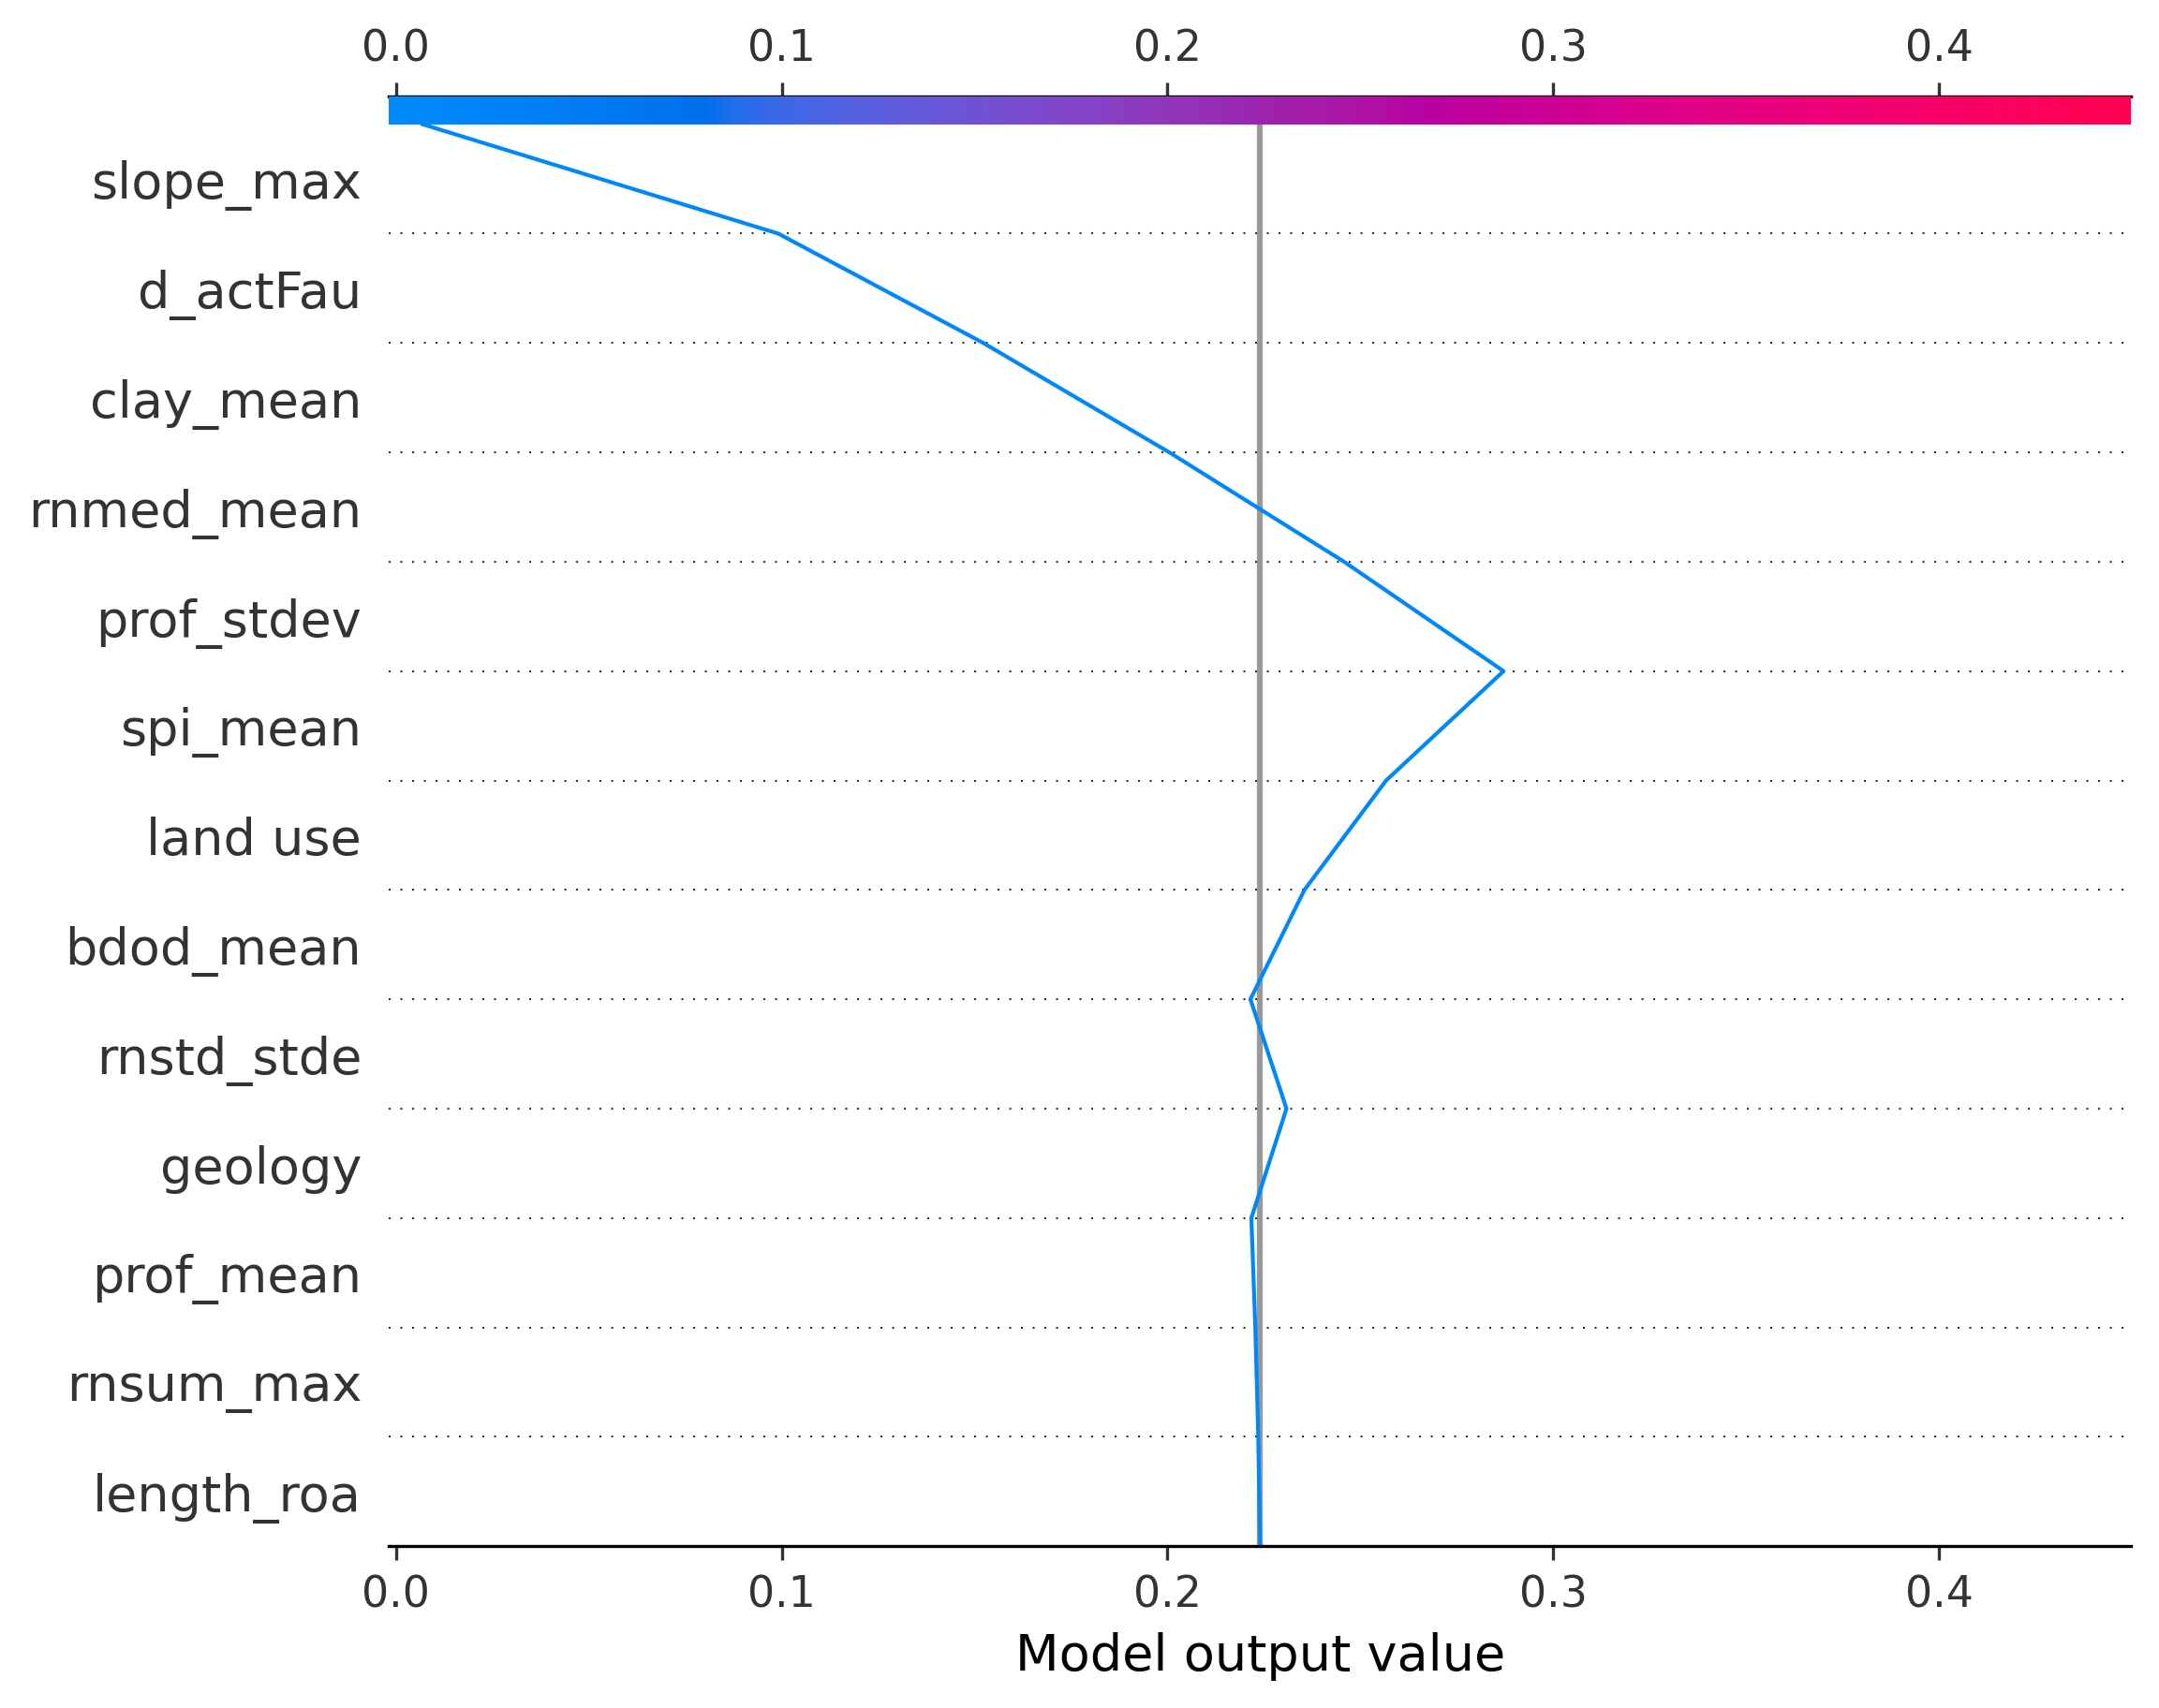 0.0 0.1 0.2 0.3 0.4
slope_max
d_actFau
clay_mean
rnmed_mean
prof_stdev
spi_mean
land use
bdod_mean
rnstd_stde
geology
prof_mean
rnsum_max
length_roa
0.0 0.1 0.2 0.3 0.4
Model output value